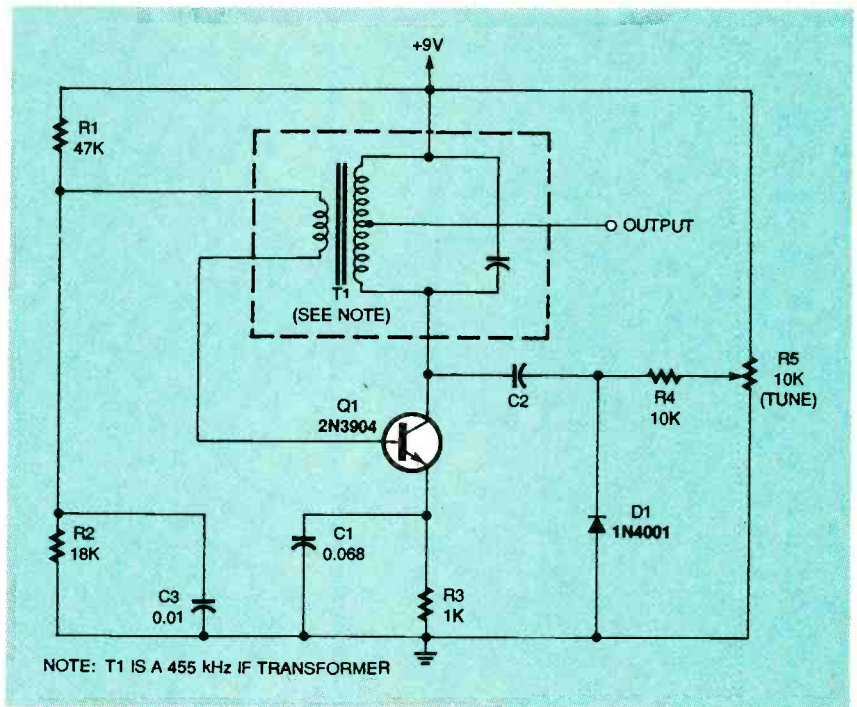 +9V
R1
47K
T1
(SEE NOTE)
OUTPUT
R5
10K
(TUNE)
R4
10K
C2
Q1
2N3904
D1
1N4001
R2
18K
C1
0.068
C3
0.01
R3
1K
NOTE: T1 IS A 455 kHz IF TRANSFORMER